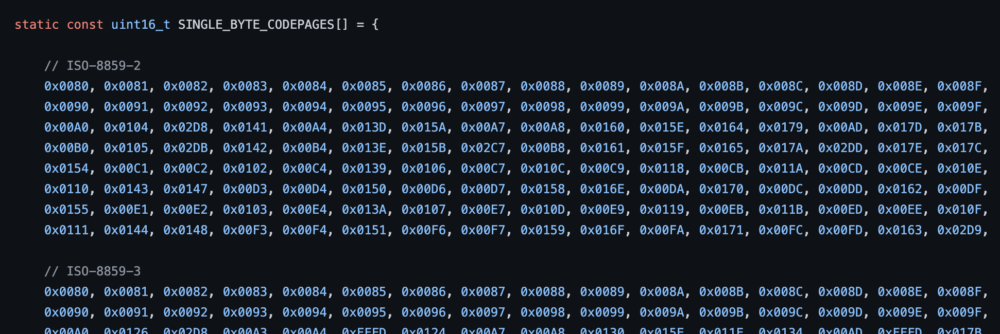 static const uint16_t SINGLE_BYTE_CODEPAGES[] = {
// ISO-8859-2
0x0080, 0x0081, 0x0082, 0x0083, 0x0084, 0x0085, 0x0086, 0x0087, 0x0088, 0x0089, 0x008A, 0x008B, 0x008C, 0x008D, 0x008E, 0x008F,
0x0090, 0x0091, 0x0092, 0x0093, 0x0094, 0x0095, 0x0096, 0x0097, 0x0098, 0x0099, 0x009A, 0x009B, 0x009C, 0x009D, 0x009E, 0x009F,
0x00A0, 0x0104, 0x02D8, 0x0141, 0x00A4, 0x013D, 0x015A, 0x00A7, 0x00A8, 0x0160, 0x015E, 0x0164, 0x0179, 0x00AD, 0x017D, 0x017B,
0x00B0, 0x0105, 0x02DB, 0x0142, 0x00B4, 0x013E, 0x015B, 0x02C7, 0x00B8, 0x0161, 0x015F, 0x0165, 0x017A, 0x02DD, 0x017E, 0x017C,
0x0154, 0x00C1, 0x00C2, 0x0102, 0x00C4, 0x0139, 0x0106, 0x00C7, 0x010C, 0x00C9, 0x0118, 0x00CB, 0x011A, 0x00CD, 0x00CE, 0x010E,
0x0110, 0x0143, 0x0147, 0x00D3, 0x00D4, 0x0150, 0x00D6, 0x00D7, 0x0158, 0x016E, 0x00DA, 0x0170, 0x00DC, 0x00DD, 0x0162, 0x00DF,
0x0155, 0x00E1, 0x00E2, 0x0103, 0x00E4, 0x013A, 0x0107, 0x00E7, 0x010D, 0x00E9, 0x0119, 0x00EB, 0x011B, 0x00ED, 0x00EE, 0x010F,
0x0111, 0x0144, 0x0148, 0x00F3, 0x00F4, 0x0151, 0x00F6, 0x00F7, 0x0159, 0x016F, 0x00FA, 0x0171, 0x00FC, 0x00FD, 0x0163, 0x02D9,
// ISO-8859-3
0x0080, 0x0081, 0x0082, 0x0083, 0x0084, 0x0085, 0x0086, 0x0087, 0x0088, 0x0089, 0x008A, 0x008B, 0x008C, 0x008D, 0x008E, 0x008F,
0x0090, 0x0091, 0x0092, 0x0093, 0x0094, 0x0095, 0x0096, 0x0097, 0x0098, 0x0099, 0x009A, 0x009B, 0x009C, 0x009D, 0x009E, 0x009F,
0x00A0, 0x0126, 0x02D8, 0x00A3, 0x00A4, 0xFFFD, 0x0124, 0x00A7, 0x00A8, 0x0130, 0x015E, 0x011E, 0x0134, 0x00AD, 0xFFFD, 0x017B,